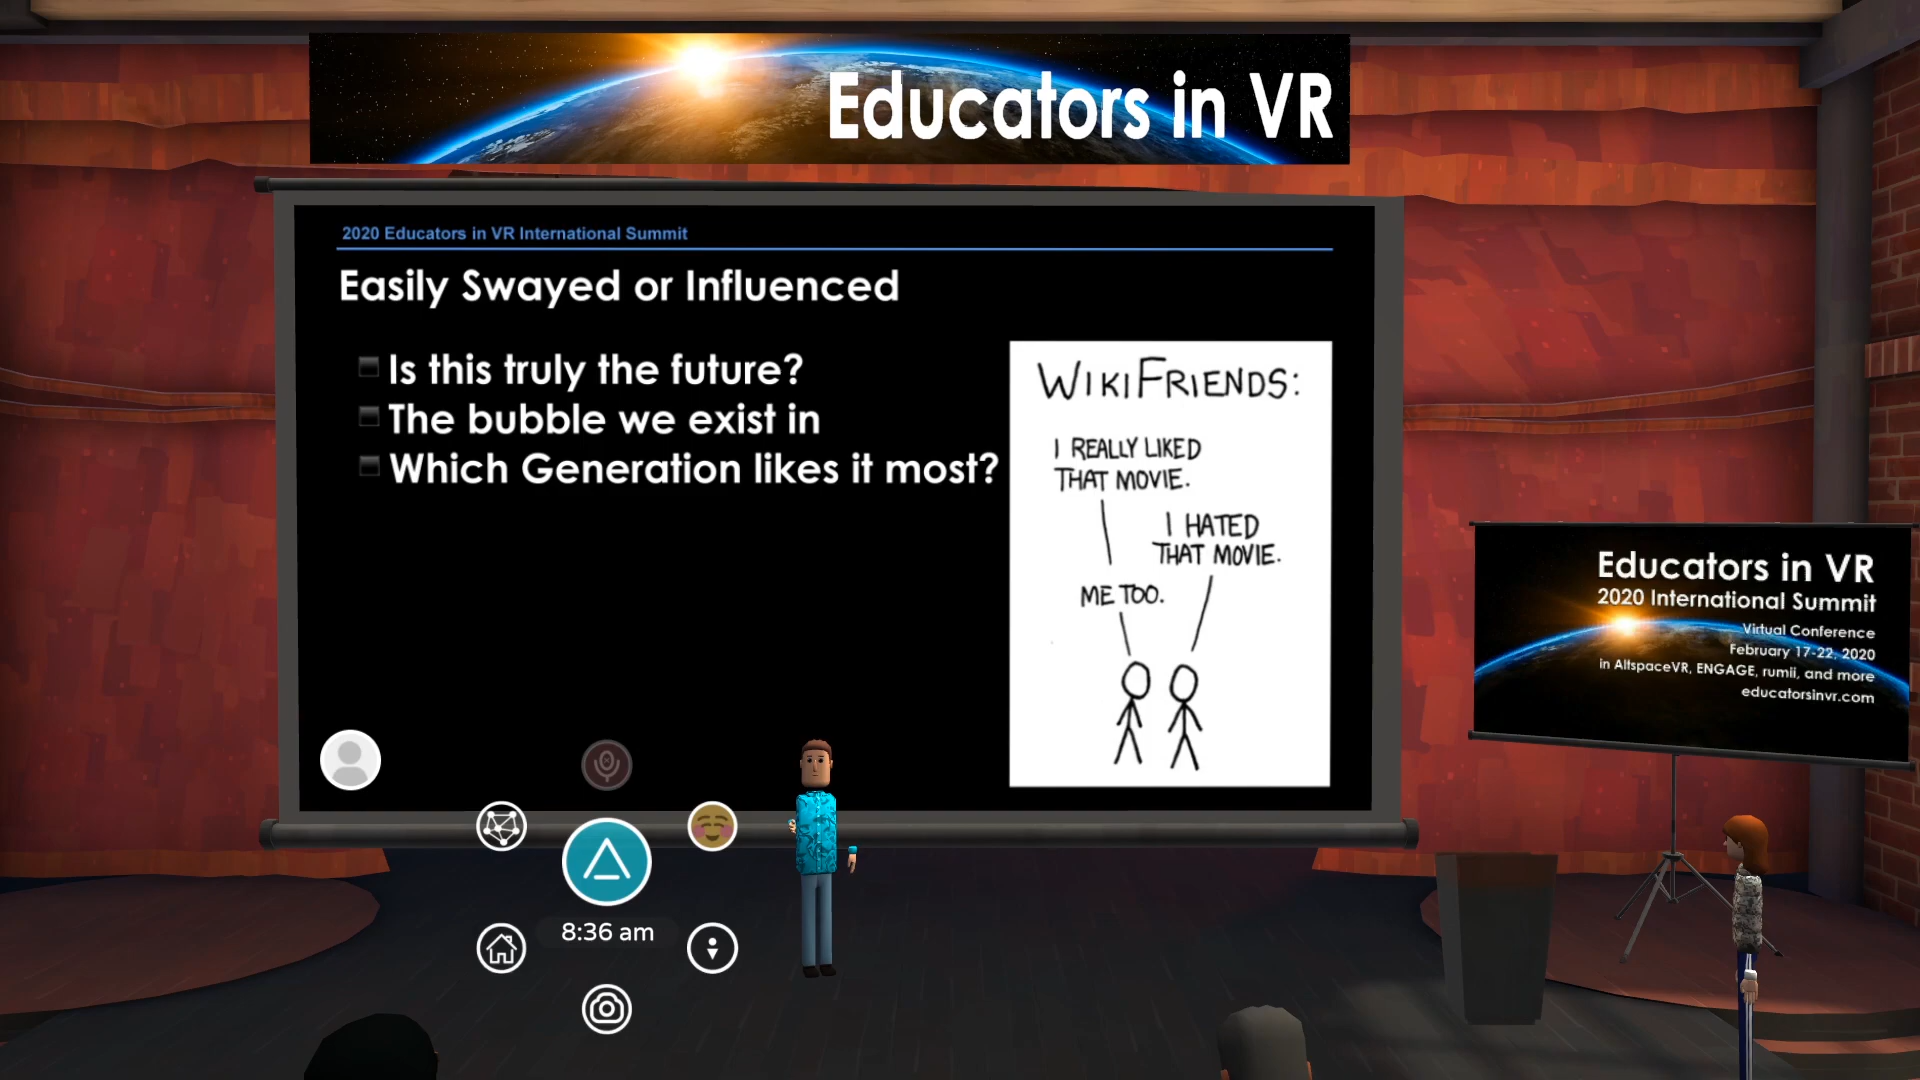 Educators in VR
2020 Educators in VR International Summit
Easily Swayed or Influenced
Is this truly the future?
The bubble we exist in
Which Generation likes it most?
WIKIFRIENDS:
I REALLY LIKED
THAT MOVIE.
I HATED
THAT MOVIE.
ME TOO.
Educators in VR
2020 International Summit
Virtual Conference
February 17-22, 2020
in AltspaceVR, ENGAGE, rumii, and more
educatorsinvr.com
8:36 am